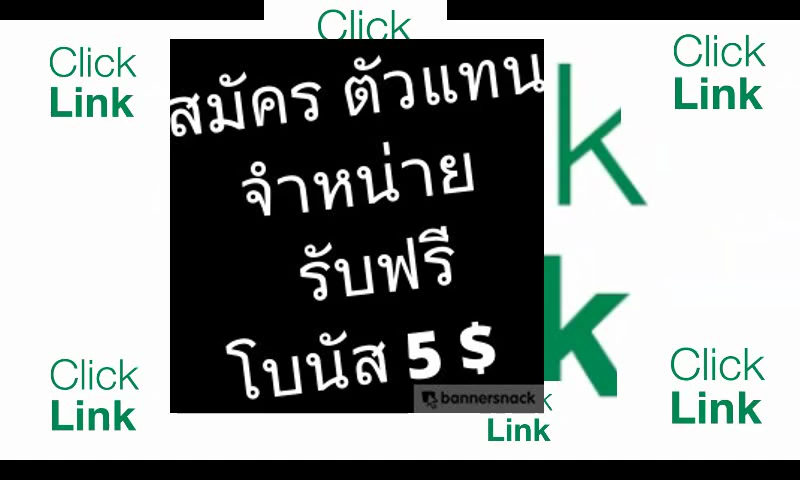 Click
Click
Link
Click
Link
สมัคร ตัวแทน
จำหน่าย
รับฟรี
โบนัส 5 $
bannersnack
k
k
Click
Link
k
Link
Click
Link